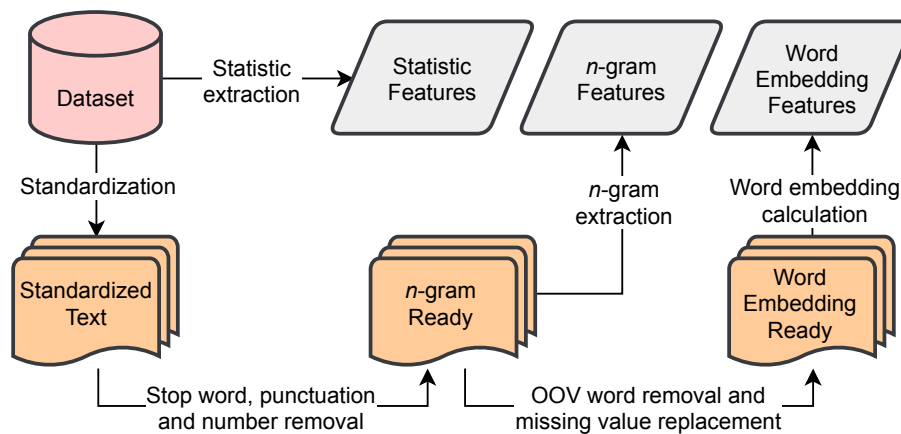 Dataset
Statistic
extraction
Statistic
Features
n-gram
Features
Word
Embedding
Features
Standardization
n-gram
extraction
Word embedding
calculation
Standardized
Text
n-gram
Ready
Word
Embedding
Ready
Stop word, punctuation
and number removal
OOV word removal and
missing value replacement